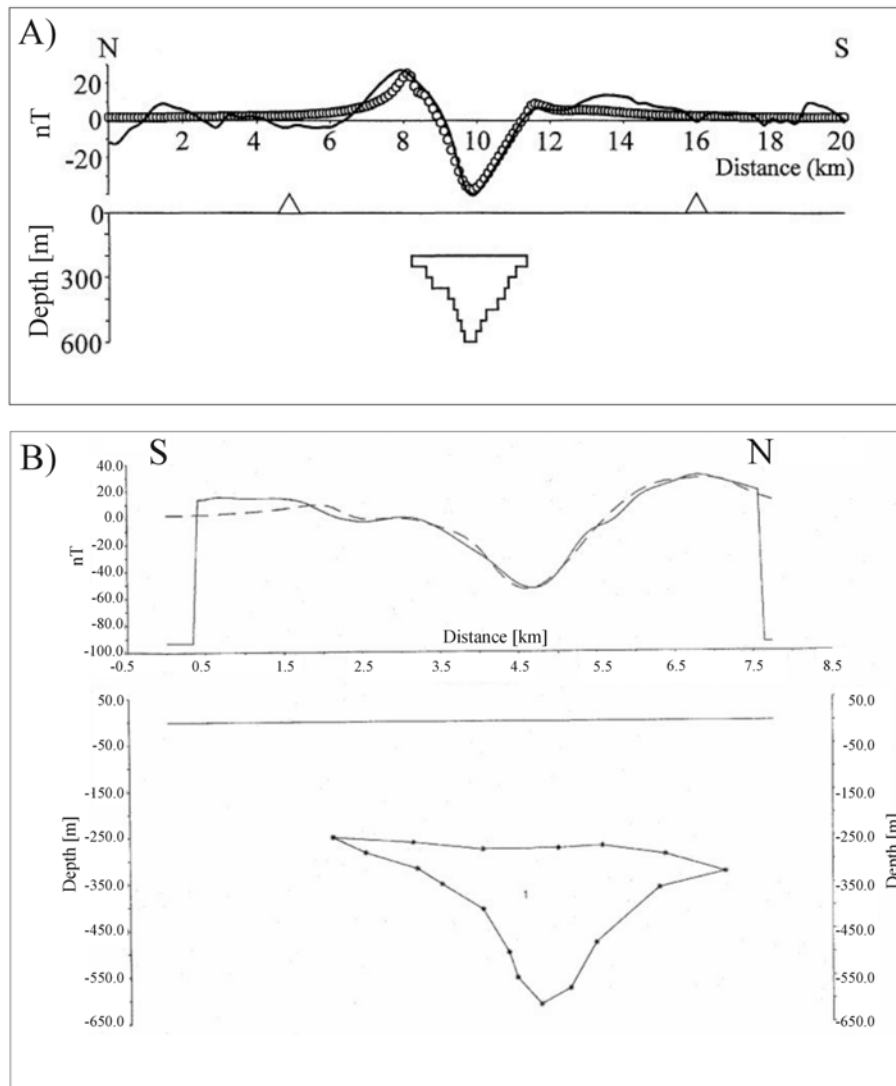 A)
N S
20
nT 0
-20
2 4 6 8 10 12 14 16 18 20
Distance (km)
0
Depth [m] 300
600
B) S N
40.0
20.0
0.0
-20.0
nT
-40.0
-60.0
-80.0
Distance [km]
-100.0
-0.5 0.5 1.5 2.5 3.5 4.5 5.5 6.5 7.5 8.5
50.0 50.0
-50.0 -50.0
-150.0 -150.0
Depth [m] -250.0 -250.0 Depth [m]
-350.0 1 -350.0
-450.0 -450.0
-550.0 -550.0
-650.0 -650.0